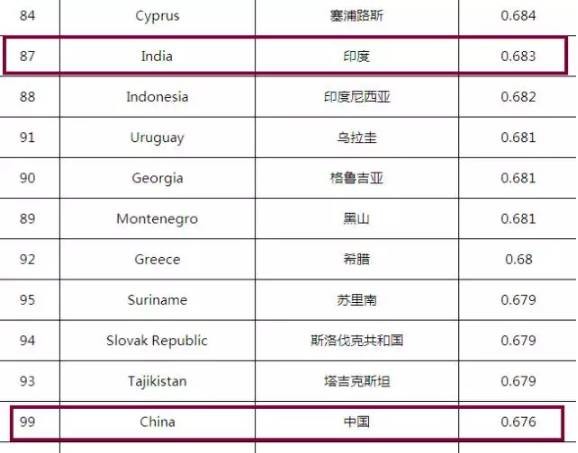 84 Cyprus 塞浦路斯 0.684
87 India 印度 0.683
88 Indonesia 印度尼西亚 0.682
91 Uruguay 乌拉圭 0.681
90 Georgia 格鲁吉亚 0.681
89 Montenegro 黑山 0.681
92 Greece 希腊 0.68
95 Suriname 苏里南 0.679
94 Slovak Republic 斯洛伐克共和国 0.679
93 Tajikistan 塔吉克斯坦 0.679
99 China 中国 0.676